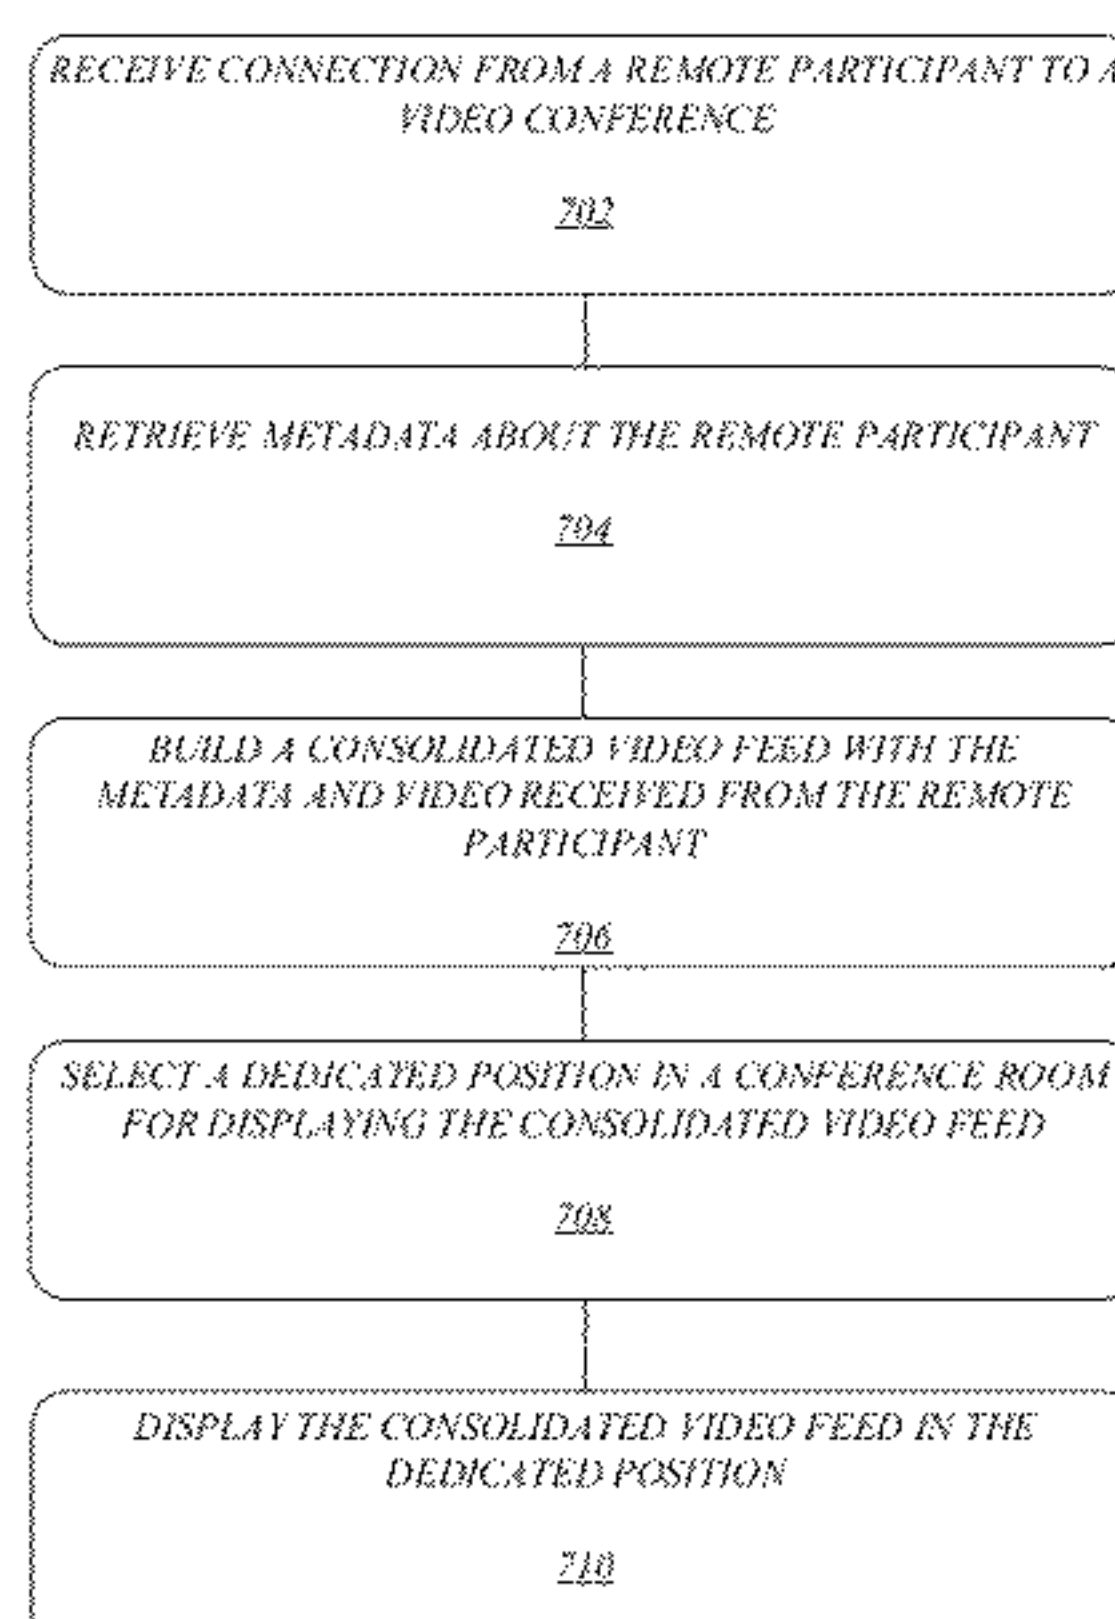 RECEIVE CONNECTION FROM A REMOTE PARTICIPANT TO A
VIDEO CONFERENCE
702
RETRIEVE METADATA ABOUT THE REMOTE PARTICIPANT
704
BUILD A CONSOLIDATED VIDEO FEED WITH THE
METADATA AND VIDEO RECEIVED FROM THE REMOTE
PARTICIPANT
706
SELECT A DEDICATED POSITION IN A CONFERENCE ROOM
FOR DISPLAYING THE CONSOLIDATED VIDEO FEED
708
DISPLAY THE CONSOLIDATED VIDEO FEED IN THE
DEDICATED POSITION
710